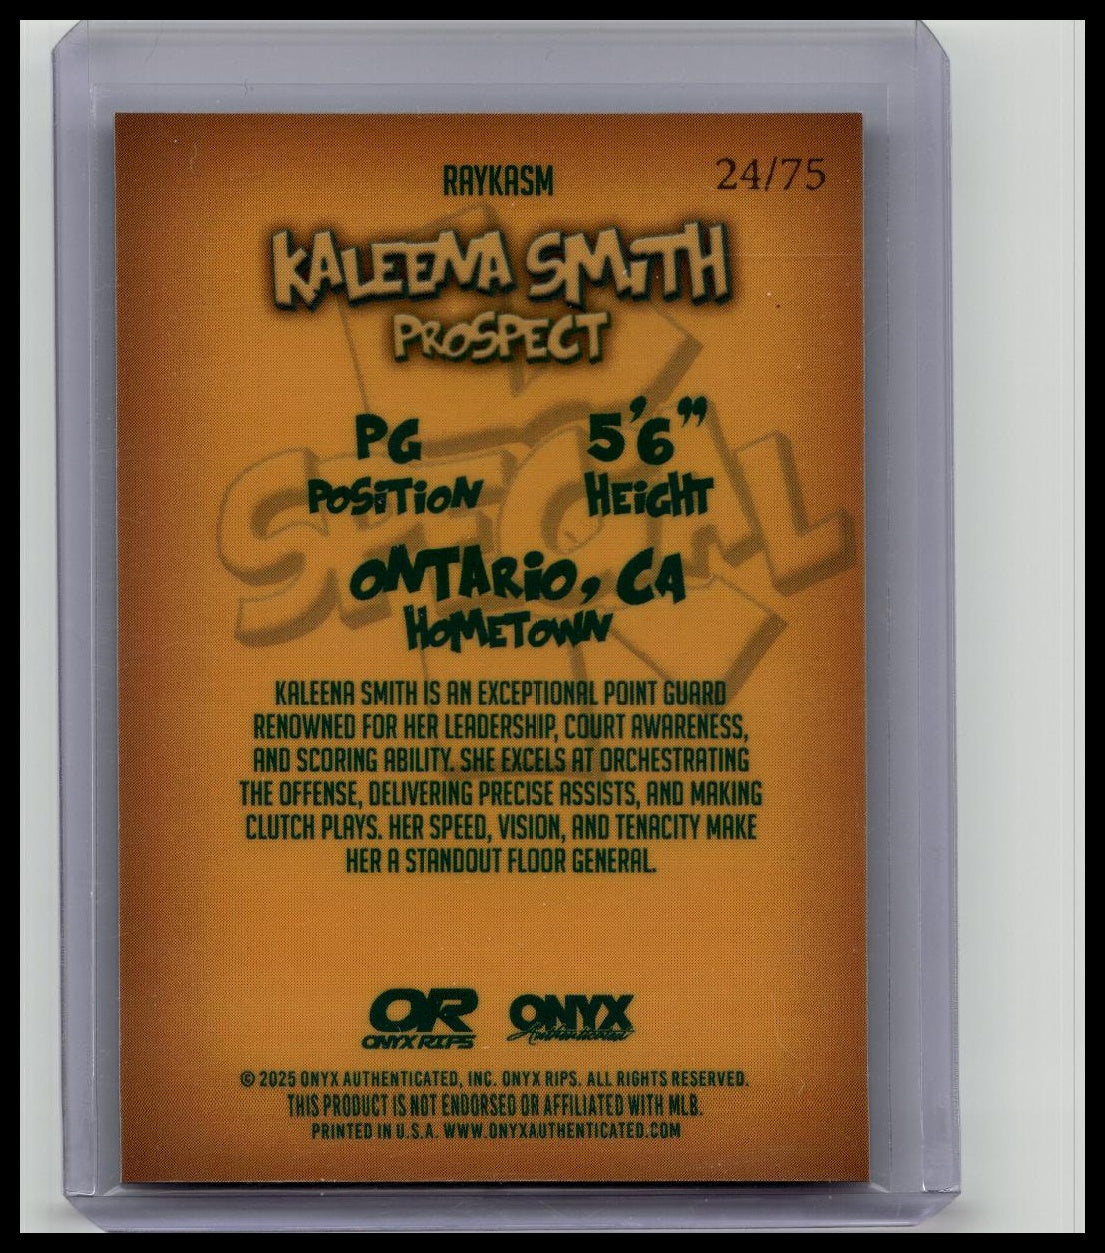 RAYKASM
24/75
KALEENA SMiTH
PROSPECT
SPECIAL
PG
5'6"
POSiTiON
HEiGHT
ONTARiO, CA
HOMETOWN
KALEENA SMITH IS AN EXCEPTIONAL POINT GUARD
RENOWNED FOR HER LEADERSHIP, COURT AWARENESS,
AND SCORING ABILITY. SHE EXCELS AT ORCHESTRATING
THE OFFENSE, DELIVERING PRECISE ASSISTS, AND MAKING
CLUTCH PLAYS. HER SPEED, VISION, AND TENACITY MAKE
HER A STANDOUT FLOOR GENERAL.
OR
ONYX RIPS
ONYX
Authenticated
© 2025 ONYX AUTHENTICATED, INC. ONYX RIPS. ALL RIGHTS RESERVED.
THIS PRODUCT IS NOT ENDORSED OR AFFILIATED WITH MLB.
PRINTED IN U.S.A. WWW.ONYXAUTHENTICATED.COM